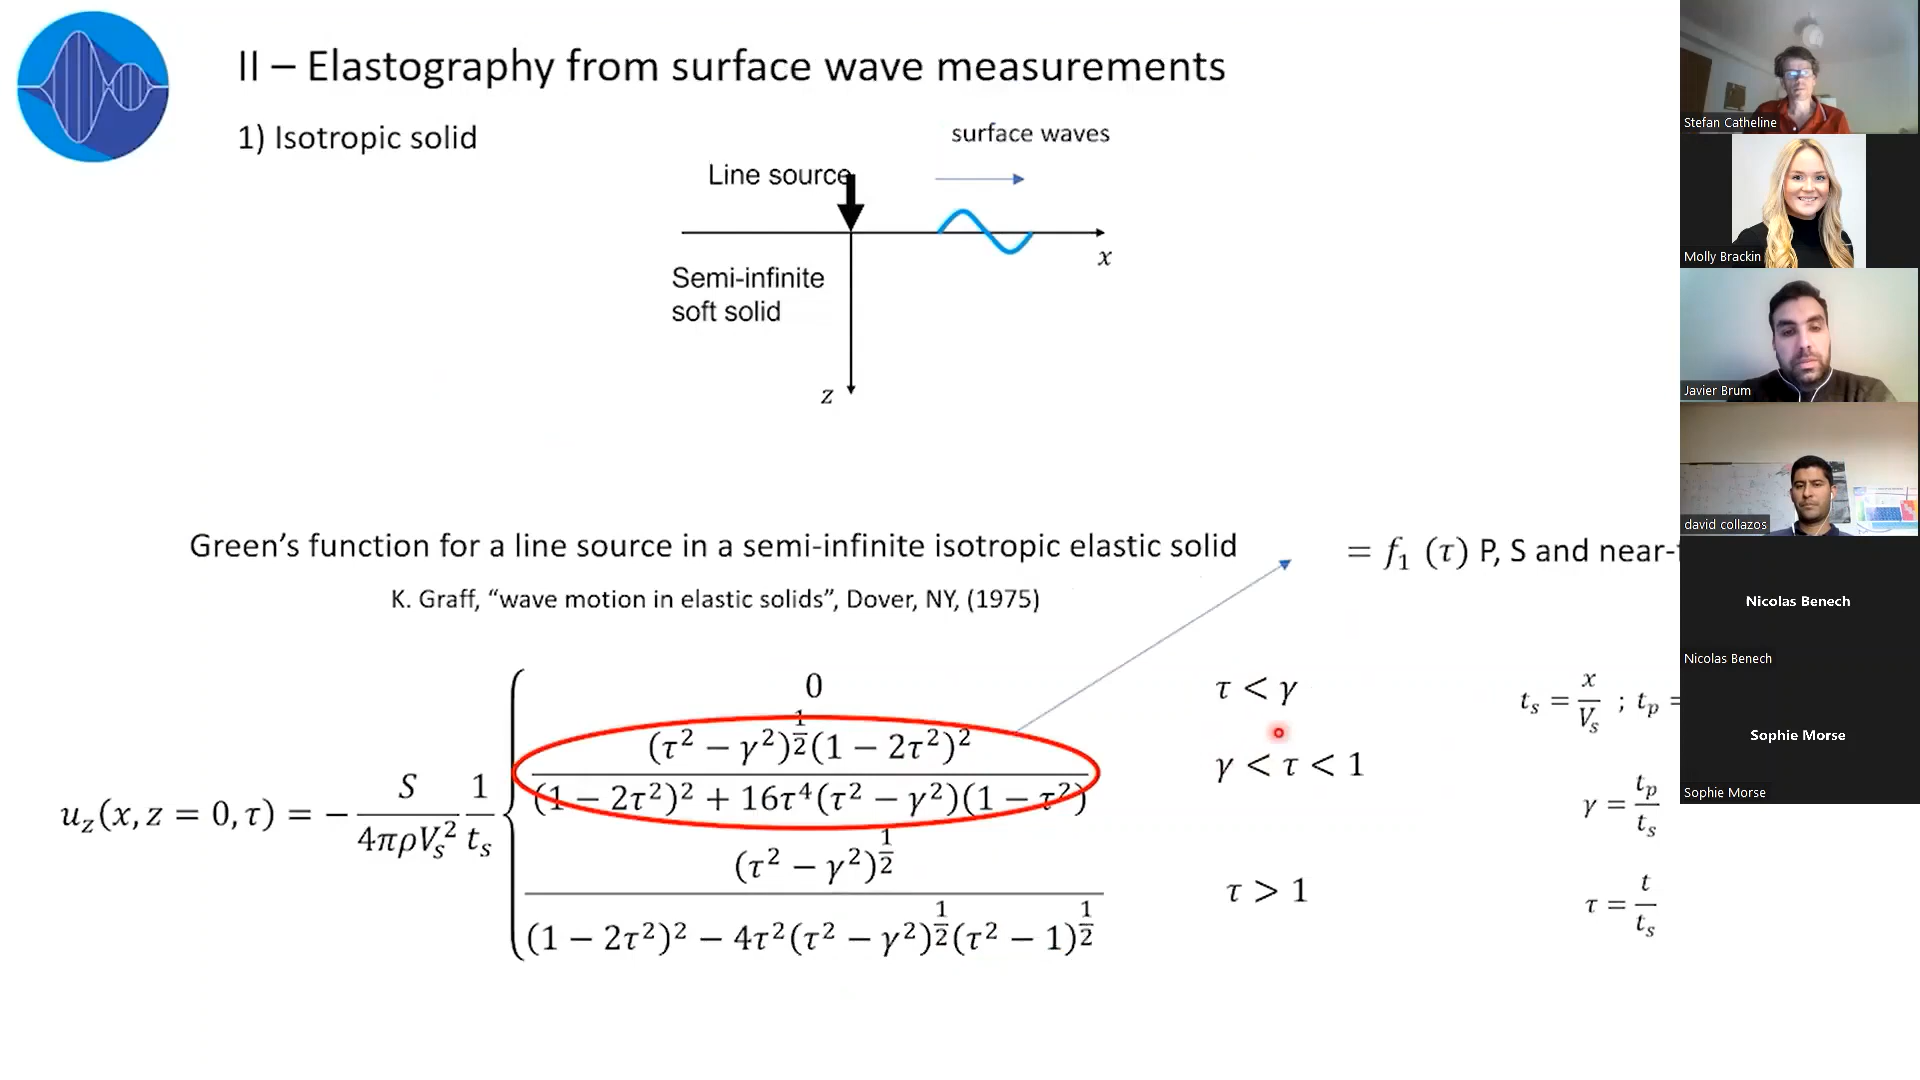 II – Elastography from surface wave measurements
1) Isotropic solid
surface waves
Line source
x
Semi-infinite
soft solid
z
Green's function for a line source in a semi-infinite isotropic elastic solid
= f₁ (τ) P, S and near-
K. Graff, “wave motion in elastic solids”, Dover, NY, (1975)
u_z(x, z = 0, τ) = − S/(4πρV_s²) 1/t_s {
0 τ < γ
(τ² − γ²)^(1/2)(1 − 2τ²)² / ((1 − 2τ²)² + 16τ⁴(τ² − γ²)(1 − τ²)) γ < τ < 1
(τ² − γ²)^(1/2) / ((1 − 2τ²)² − 4τ²(τ² − γ²)^(1/2)(τ² − 1)^(1/2)) τ > 1
t_s = x/V_s ; t_p =
γ = t_p/t_s
τ = t/t_s
Stefan Catheline
Molly Brackin
Javier Brum
david collazos
Nicolas Benech
Nicolas Benech
Sophie Morse
Sophie Morse